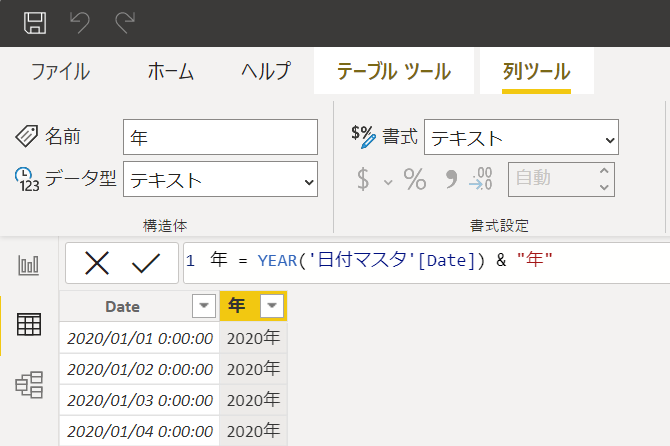 ファイル ホーム ヘルプ テーブル ツール 列ツール
名前 年 $% 書式 テキスト
データ型 テキスト $ % 9 .00 .0 自動
123
構造体 書式設定
1 年 = YEAR('日付マスタ'[Date]) & "年"
Date 年
2020/01/01 0:00:00 2020年
2020/01/02 0:00:00 2020年
2020/01/03 0:00:00 2020年
2020/01/04 0:00:00 2020年